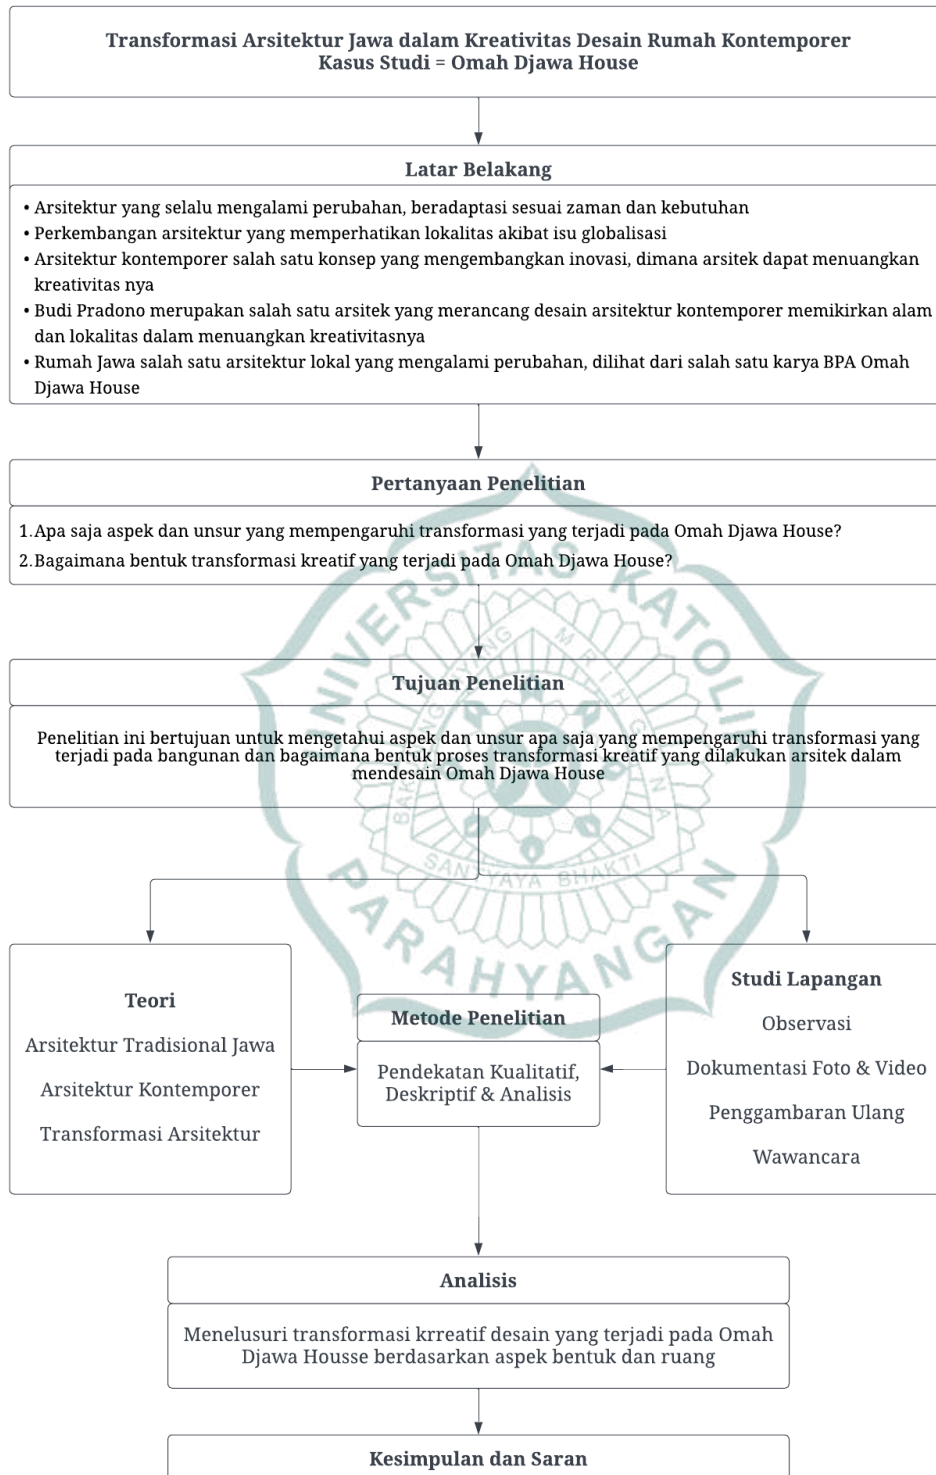 Transformasi Arsitektur Jawa dalam Kreativitas Desain Rumah Kontemporer
Kasus Studi = Omah Djawa House
Latar Belakang
• Arsitektur yang selalu mengalami perubahan, beradaptasi sesuai zaman dan kebutuhan
• Perkembangan arsitektur yang memperhatikan lokalitas akibat isu globalisasi
• Arsitektur kontemporer salah satu konsep yang mengembangkan inovasi, dimana arsitek dapat menuangkan
kreativitas nya
• Budi Pradono merupakan salah satu arsitek yang merancang desain arsitektur kontemporer memikirkan alam
dan lokalitas dalam menuangkan kreativitasnya
• Rumah Jawa salah satu arsitektur lokal yang mengalami perubahan, dilihat dari salah satu karya BPA Omah
Djawa House
Pertanyaan Penelitian
1.Apa saja aspek dan unsur yang mempengaruhi transformasi yang terjadi pada Omah Djawa House?
2.Bagaimana bentuk transformasi kreatif yang terjadi pada Omah Djawa House?
Tujuan Penelitian
Penelitian ini bertujuan untuk mengetahui aspek dan unsur apa saja yang mempengaruhi transformasi yang
terjadi pada bangunan dan bagaimana bentuk proses transformasi kreatif yang dilakukan arsitek dalam
mendesain Omah Djawa House
Teori
Arsitektur Tradisional Jawa
Arsitektur Kontemporer
Transformasi Arsitektur
Metode Penelitian
Pendekatan Kualitatif,
Deskriptif & Analisis
Studi Lapangan
Observasi
Dokumentasi Foto & Video
Penggambaran Ulang
Wawancara
Analisis
Menelusuri transformasi krreatif desain yang terjadi pada Omah
Djawa Housse berdasarkan aspek bentuk dan ruang
Kesimpulan dan Saran
UNIVERSITAS KATOLIK
PARAHYANGAN
SANTYAYA BHAKTI